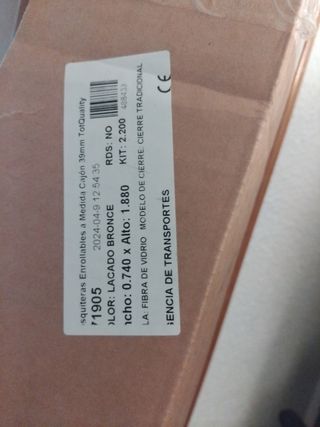 squiteras Enrollables a Medida Cajón 39mm TotQuality
71905 2024-04-9 12:54:35
OLOR: LACADO BRONCE RDS: NO
ncho: 0.740 x Alto: 1.880 KIT: 2.200
LA: FIBRA DE VIDRIO MODELO DE CIERRE: CIERRE TRADICIONAL
GENCIA DE TRANSPORTES
CE